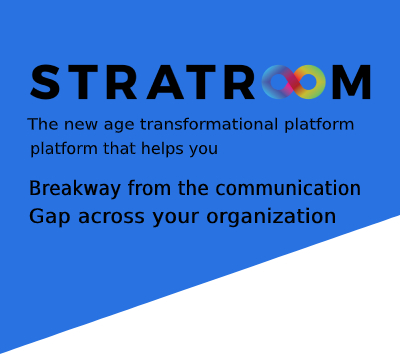 STRATROOM
The new age transformational platform
platform that helps you
Breakway from the communication
Gap across your organization